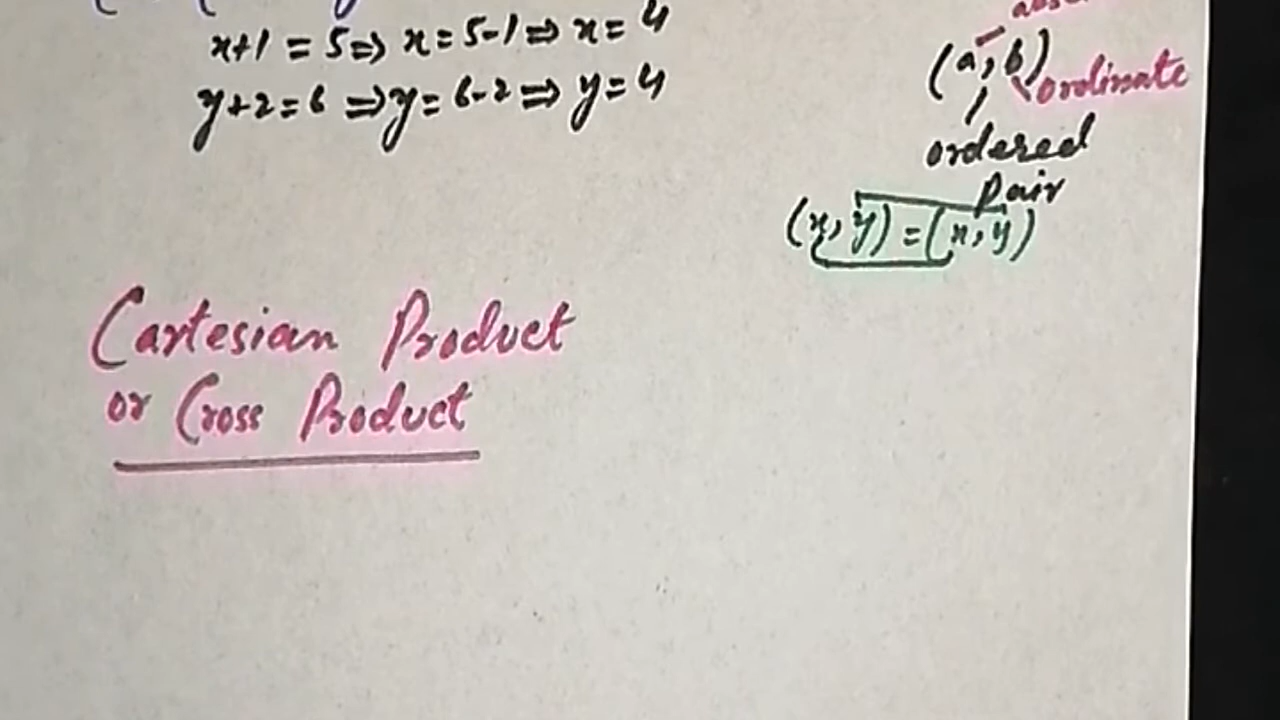 x+1 = 5 ⇒ x = 5-1 ⇒ x = 4
y+2 = 6 ⇒ y = 6-2 ⇒ y = 4
(a, b)
ordinate
ordered
pair
(x, y) = (x, y)
Cartesian Product
or Cross Product